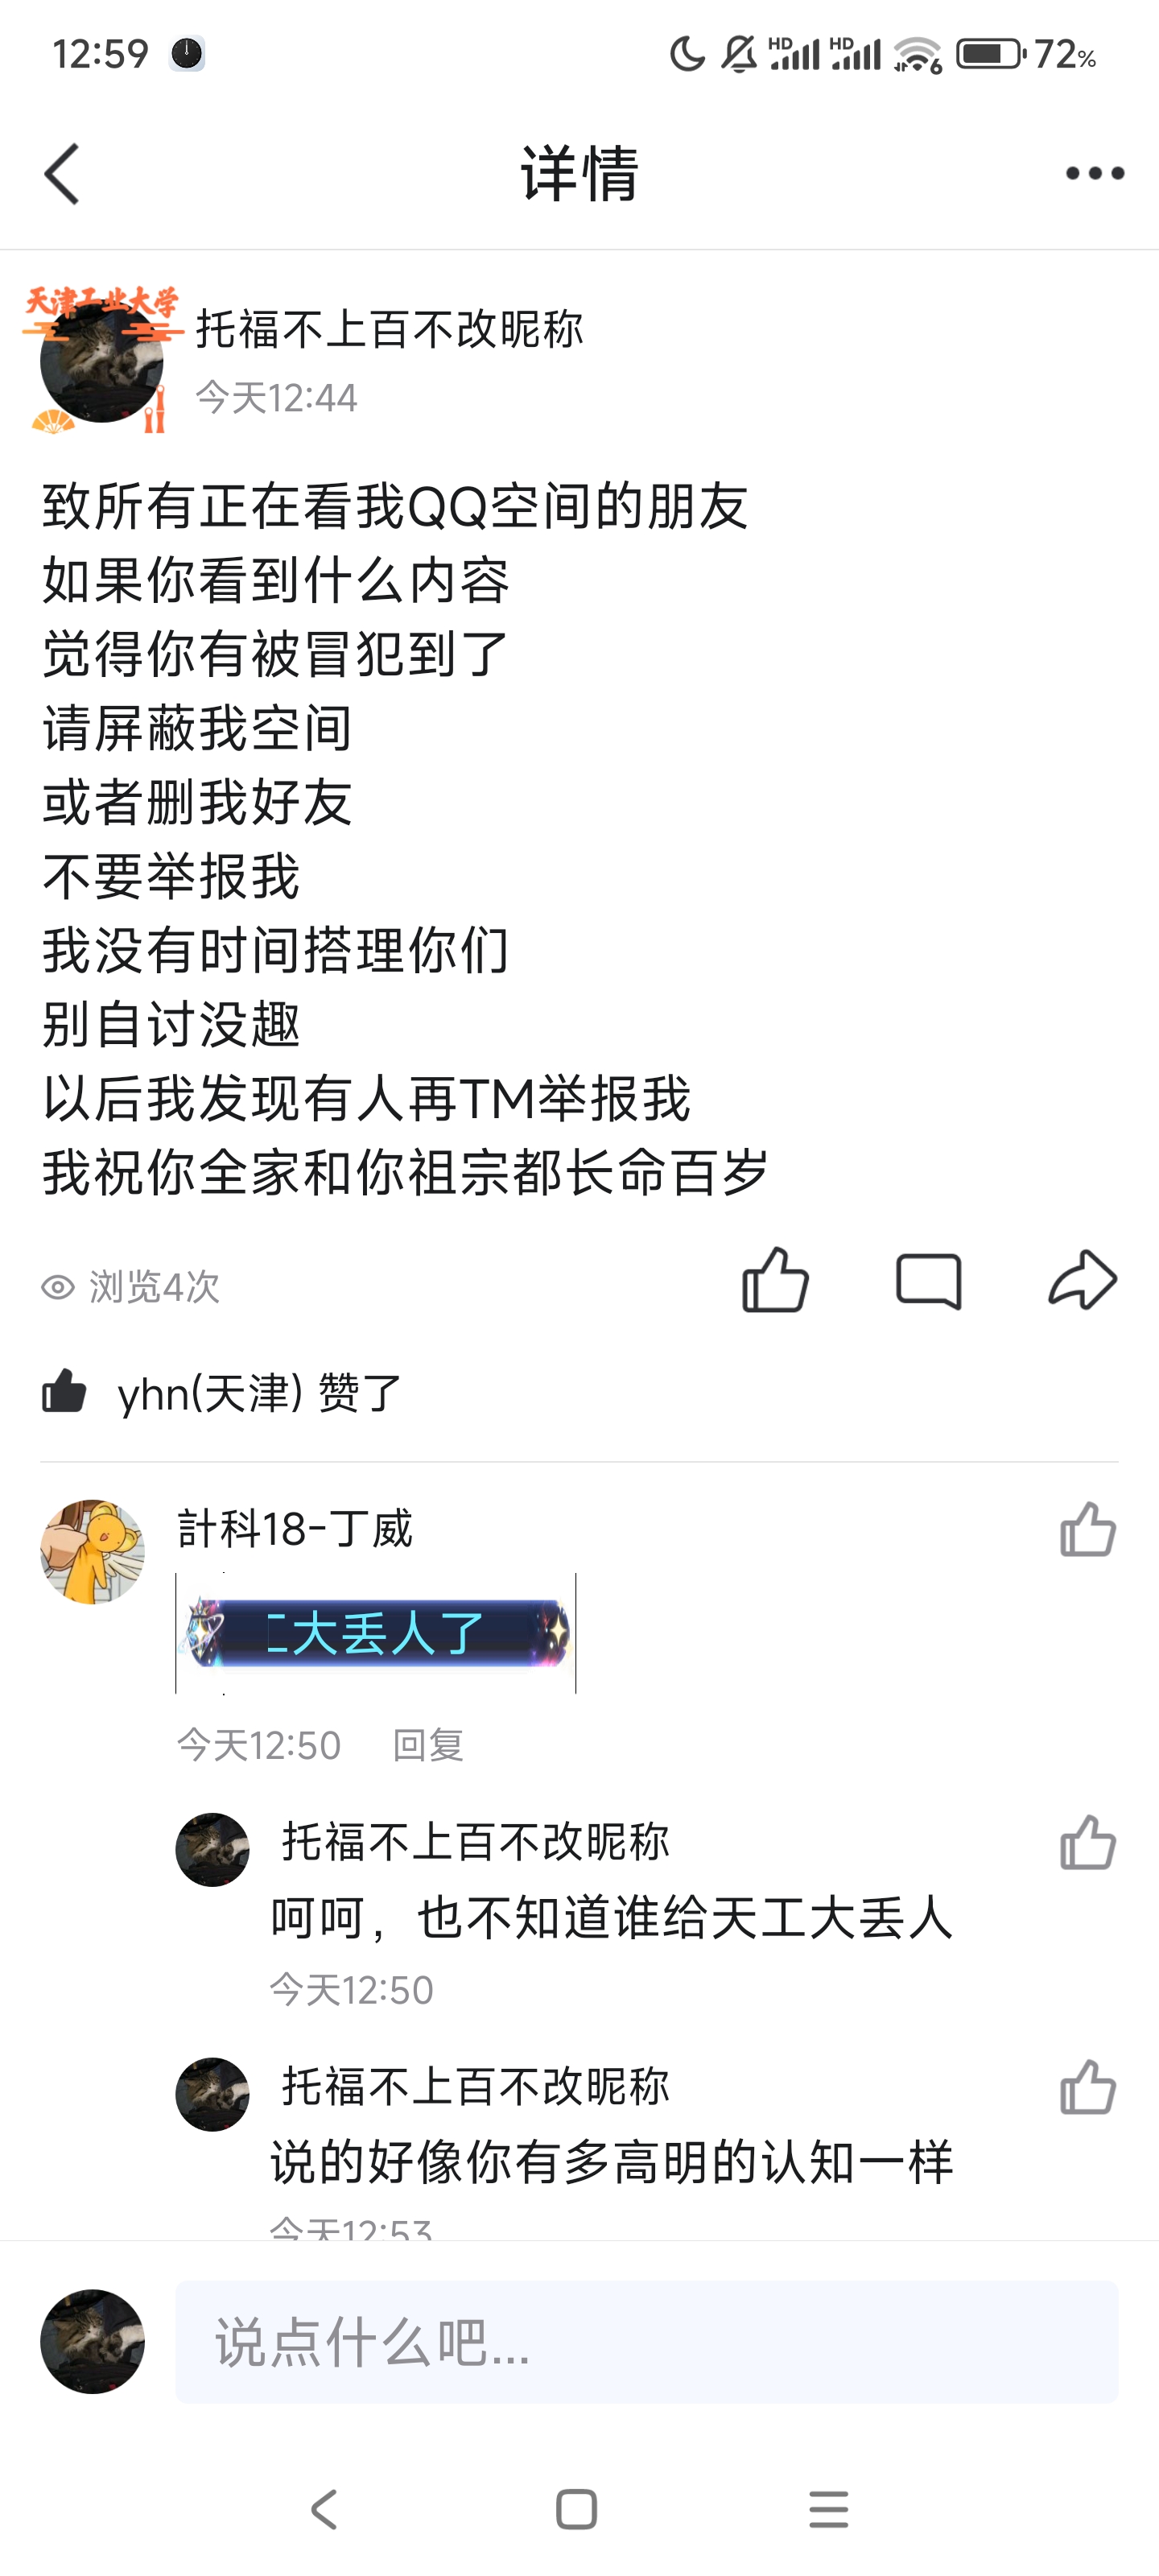 12:59
HD HD 6 72%
详情
天津工业大学
托福不上百不改昵称
今天12:44
致所有正在看我QQ空间的朋友
如果你看到什么内容
觉得你有被冒犯到了
请屏蔽我空间
或者删我好友
不要举报我
我没有时间搭理你们
别自讨没趣
以后我发现有人再TM举报我
我祝你全家和你祖宗都长命百岁
浏览4次
yhn(天津) 赞了
計科18-丁威
大丢人了
今天12:50 回复
托福不上百不改昵称
呵呵，也不知道谁给天工大丢人
今天12:50
托福不上百不改昵称
说的好像你有多高明的认知一样
今天12:53
说点什么吧...